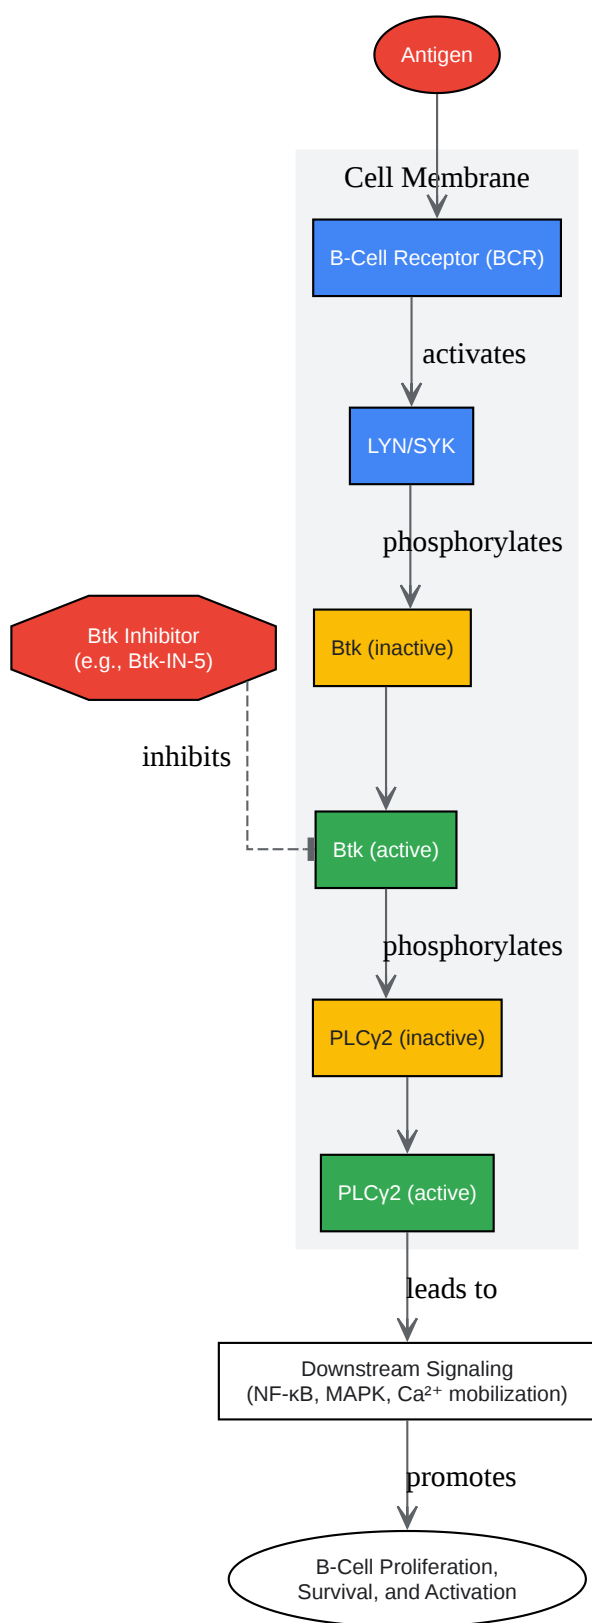 Antigen
Cell Membrane
B-Cell Receptor (BCR)
activates
LYN/SYK
phosphorylates
Btk Inhibitor
(e.g., Btk-IN-5)
Btk (inactive)
inhibits
Btk (active)
phosphorylates
PLCγ2 (inactive)
PLCγ2 (active)
leads to
Downstream Signaling
(NF-κB, MAPK, Ca²⁺ mobilization)
promotes
B-Cell Proliferation,
Survival, and Activation